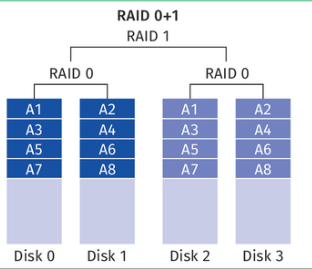 RAID 0+1
RAID 1
RAID 0 RAID 0
A1 A2 A1 A2
A3 A4 A3 A4
A5 A6 A5 A6
A7 A8 A7 A8
Disk 0 Disk 1 Disk 2 Disk 3